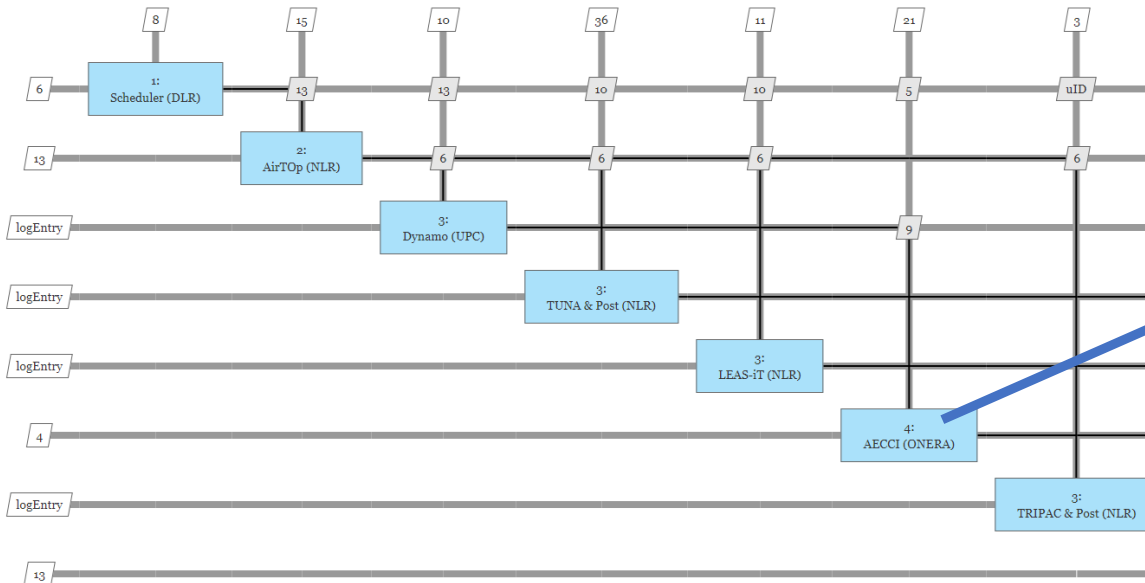 8 15 10 36 11 21 3
6 1: 13 13 10 10 5 uID
Scheduler (DLR)
13 2: 6 6 6 6
AirTOp (NLR)
logEntry 3: 9
Dynamo (UPC)
logEntry 3:
TUNA & Post (NLR)
logEntry 3:
LEAS-iT (NLR)
4 4:
AECCI (ONERA)
logEntry 3:
TRIPAC & Post (NLR)
13